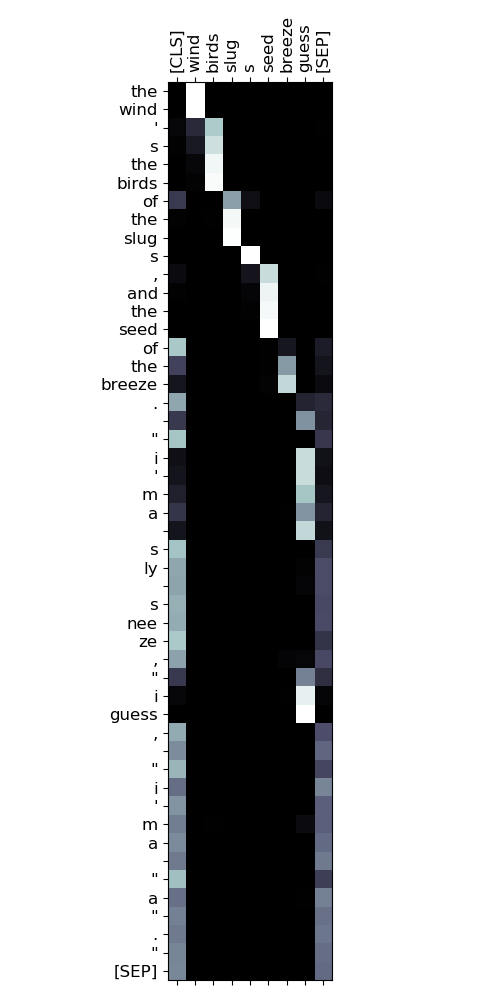 [CLS]
wind
birds
slug
s
seed
breeze
guess
[SEP]
the
wind
'
s
the
birds
of
the
slug
s
,
and
the
seed
of
the
breeze
.
"
i
'
m
a
s
ly
s
nee
ze
,
"
i
guess
,
"
i
'
m
a
"
a
"
.
"
[SEP]